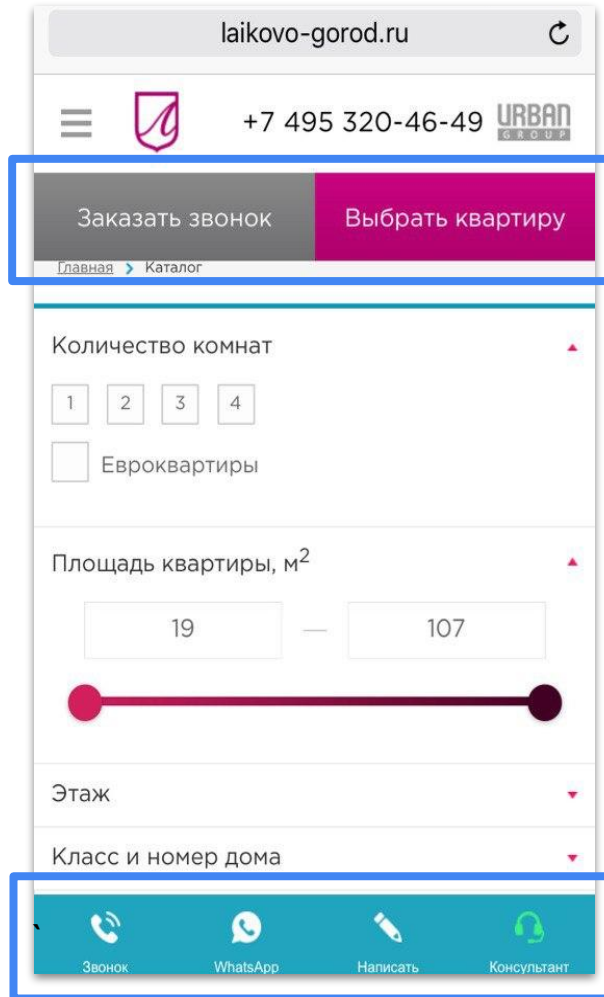 laikovo-gorod.ru
+7 495 320-46-49 URBAN GROUP
Заказать звонок Выбрать квартиру
Главная > Каталог
Количество комнат
1 2 3 4
Евроквартиры
Площадь квартиры, м²
19 — 107
Этаж
Класс и номер дома
Звонок WhatsApp Написать Консультант